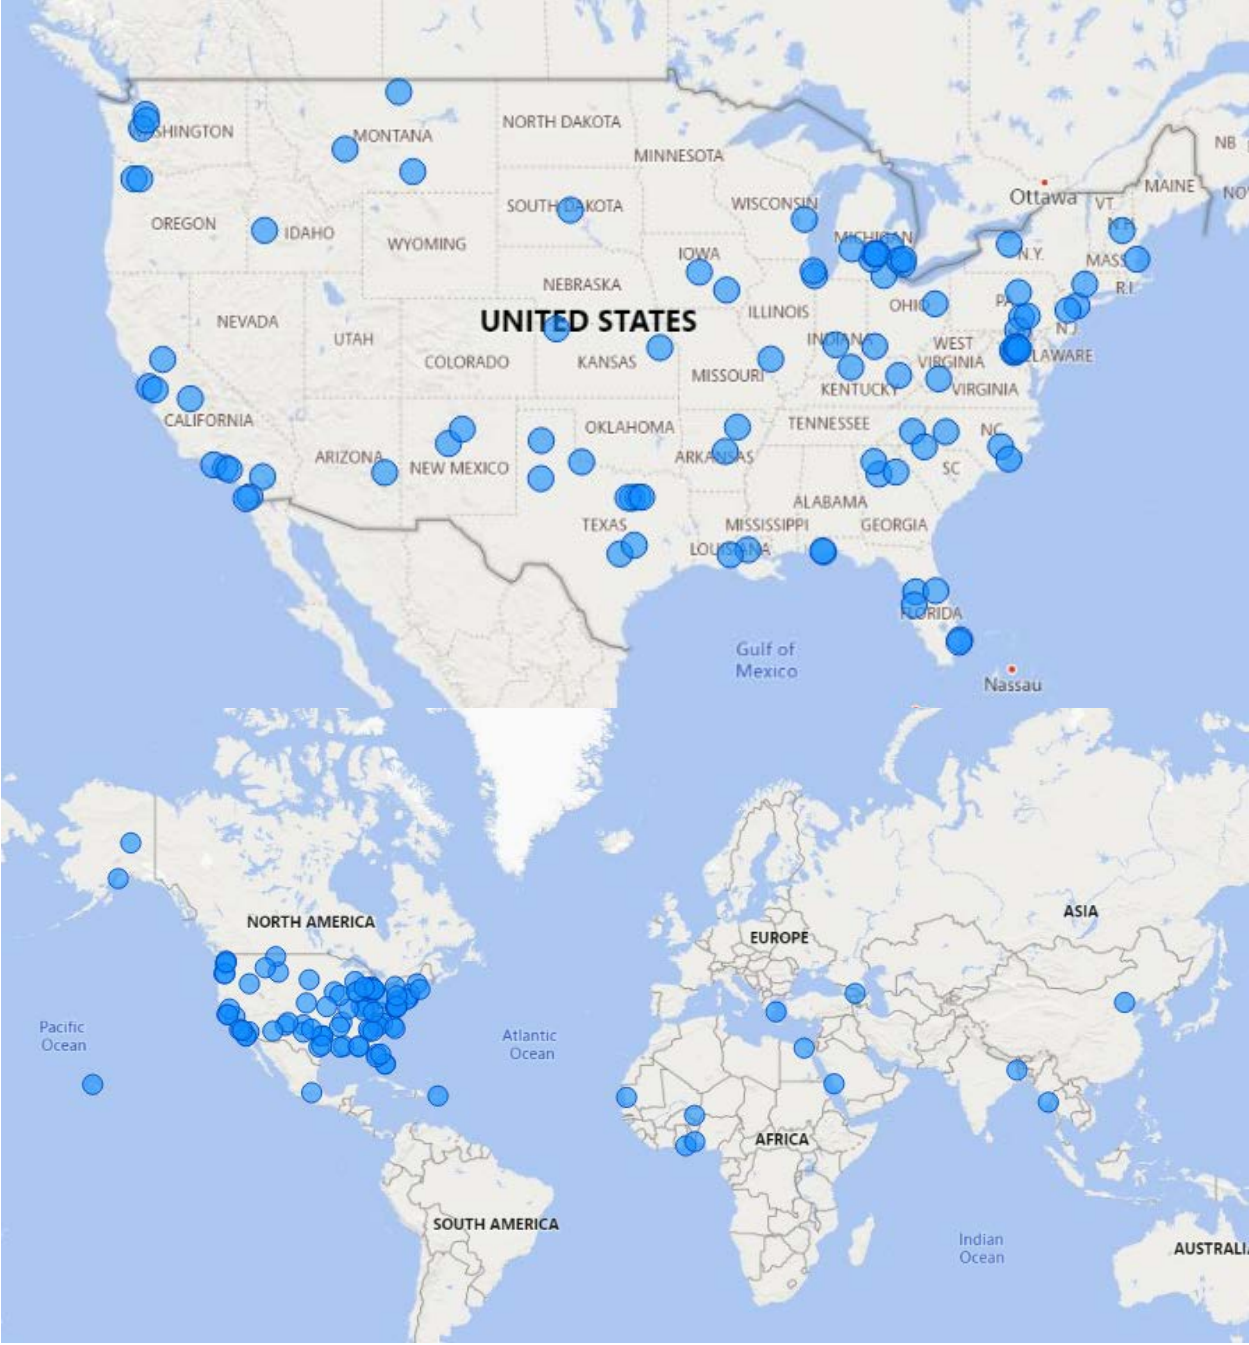 NORTH DAKOTA
WASHINGTON
MONTANA
MINNESOTA
NB
Ottawa
MAINE
NO
VT.
SOUTH DAKOTA
WISCONSIN
OREGON
IDAHO
WYOMING
N.H.
MICHIGAN
IOWA
N.Y.
MASS
R.I.
NEBRASKA
OHIO
PA
NEVADA
UNITED STATES
ILLINOIS
N.J.
UTAH
INDIANA
WEST
VIRGINIA
DELAWARE
COLORADO
KANSAS
MISSOURI
KENTUCKY
VIRGINIA
CALIFORNIA
OKLAHOMA
TENNESSEE
NC
ARIZONA
NEW MEXICO
ARKANSAS
SC
ALABAMA
TEXAS
MISSISSIPPI
GEORGIA
LOUISIANA
FLORIDA
Gulf of
Mexico
Nassau
NORTH AMERICA
ASIA
EUROPE
Pacific
Ocean
Atlantic
Ocean
AFRICA
SOUTH AMERICA
Indian
Ocean
AUSTRALI